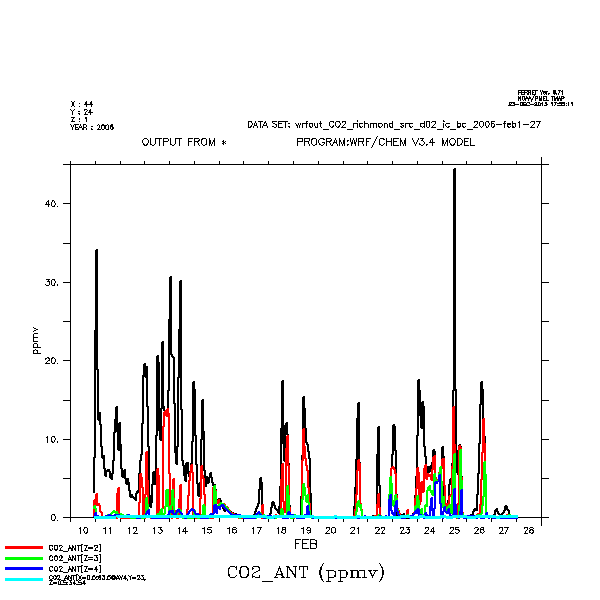 FERRET Ver. 6.71
NOAA/PMEL TMAP
X : 44
Y : 24
Z : 1
YEAR : 2006
DATA SET: wrfout_CO2_richmond_src_d02_ic_bc_2006-feb1-27
OUTPUT FROM * PROGRAM:WRF/CHEM V3.4 MODEL
40.
30.
20.
10.
0.
ppmv
10 11 12 13 14 15 16 17 18 19 20 21 22 23 24 25 26 27 28
FEB
CO2_ANT[Z=2]
CO2_ANT[Z=3]
CO2_ANT[Z=4]
CO2_ANT (ppmv)